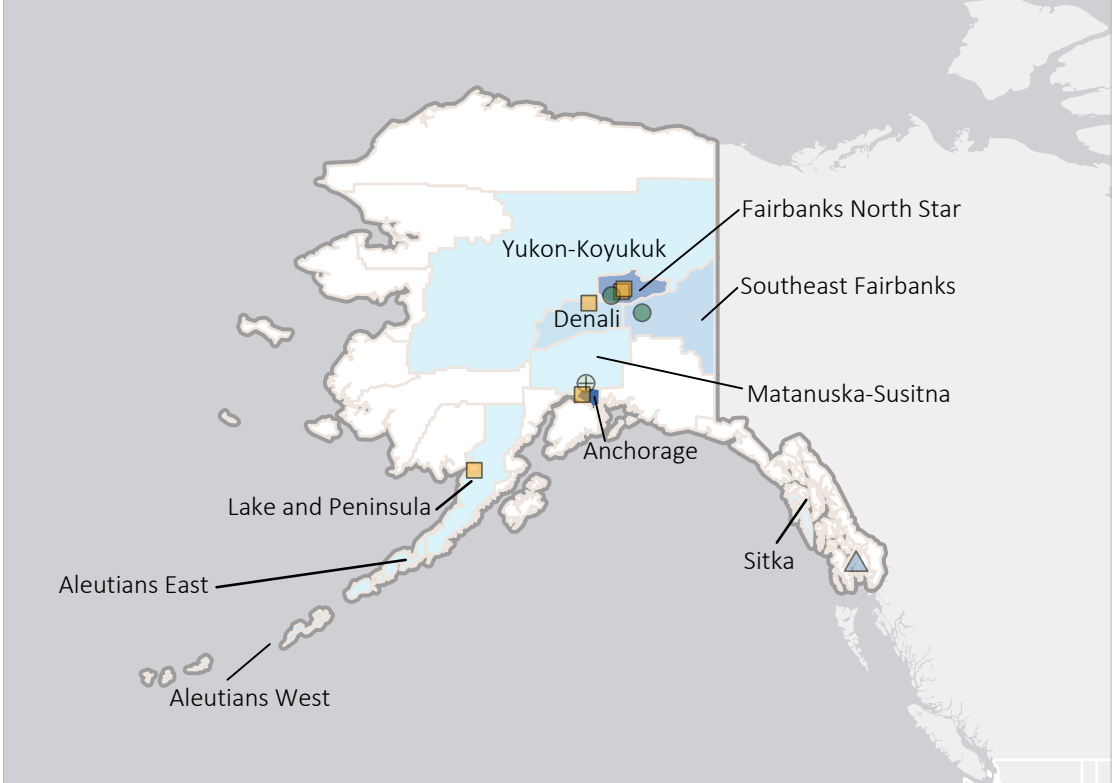 Fairbanks North Star
Yukon-Koyukuk
Southeast Fairbanks
Denali
Matanuska-Susitna
Anchorage
Lake and Peninsula
Sitka
Aleutians East
Aleutians West